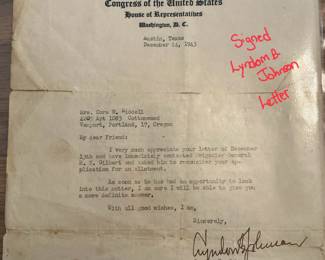 Congress of the United States
House of Representatives
Washington, D. C.
Austin, Texas
December 14, 1943
Signed
Lyndom B
Johnson
Letter
Mrs. Cora M.
Apt 1083 Cottonwood
Vanport, Portland, 17, Oregon
My dear Friend:
I very much appreciate your letter of December
13th and have immediately contacted Brigadier General
H. N. Gilbert and asked him to reconsider your ap-
plication for an allotment.
As soon as he has had an opportunity to look
into this matter, I am sure I will be able to give you
a more definite answer.
With all good wishes, I am,
Sincerely,
Lyndon B Johnson